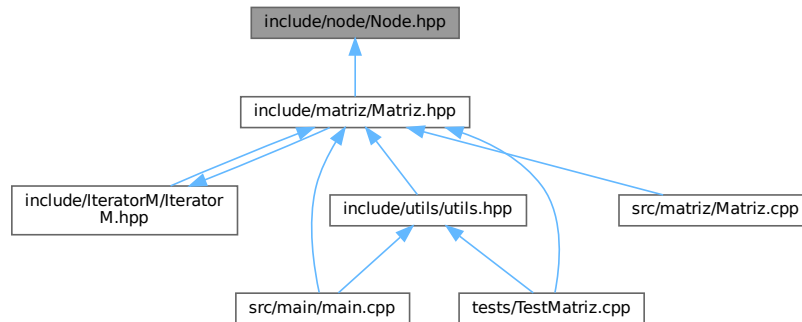 include/node/Node.hpp
include/matriz/Matriz.hpp
include/IteratorM/Iterator
M.hpp
include/utils/utils.hpp
src/matriz/Matriz.cpp
src/main/main.cpp
tests/TestMatriz.cpp